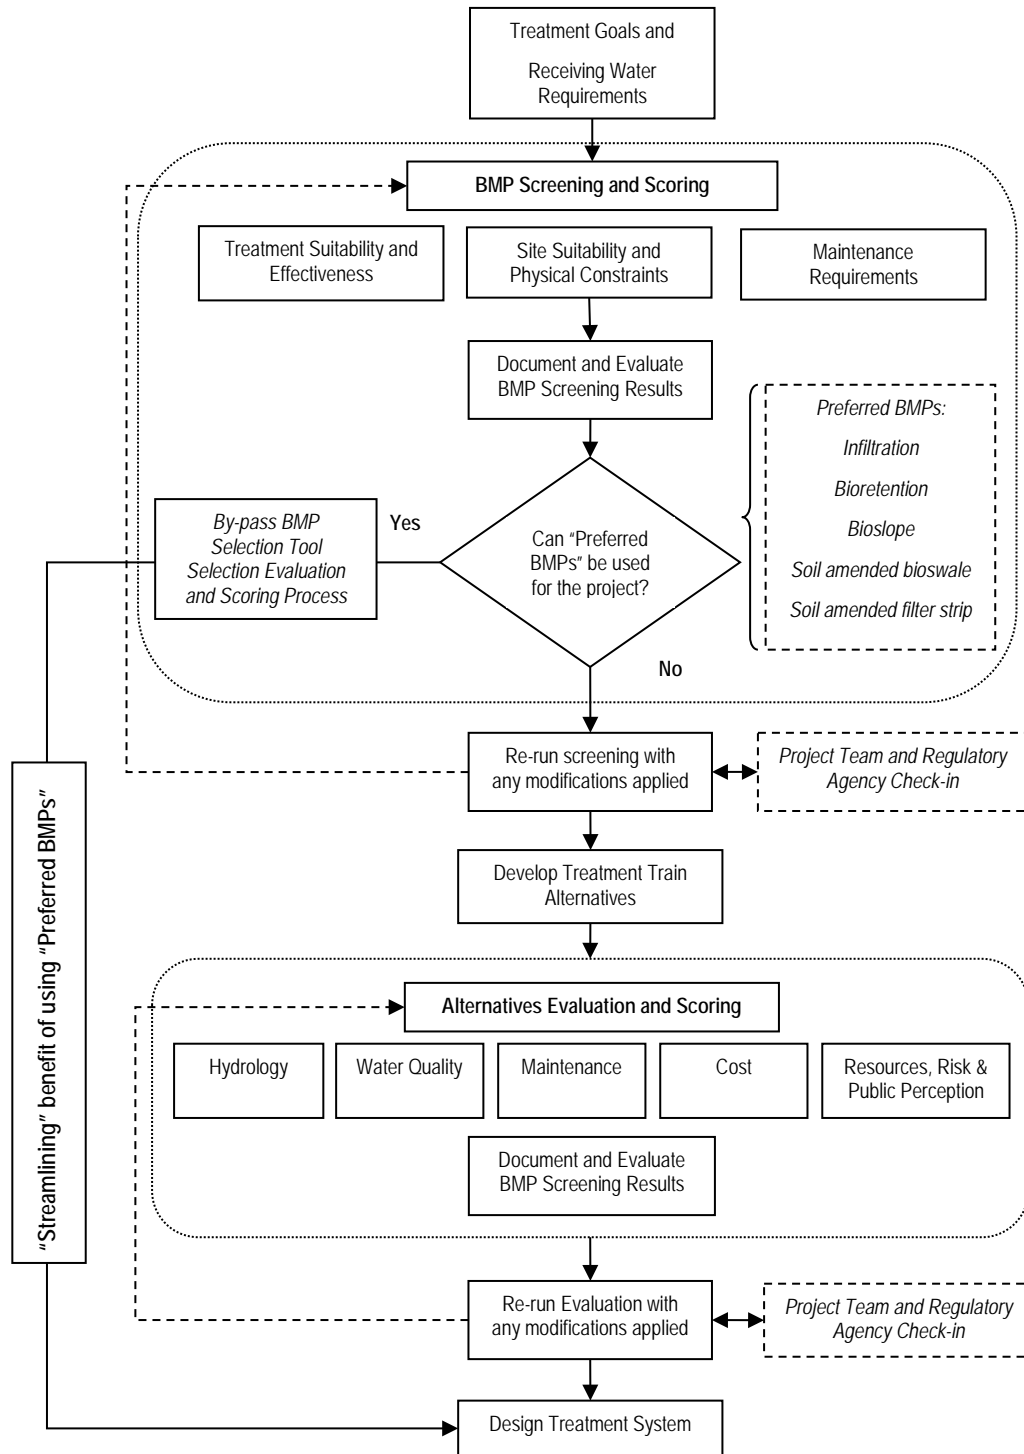 Treatment Goals and
Receiving Water
Requirements
BMP Screening and Scoring
Treatment Suitability and
Effectiveness
Site Suitability and
Physical Constraints
Maintenance
Requirements
Document and Evaluate
BMP Screening Results
Preferred BMPs:
Infiltration
Bioretention
Bioslope
Soil amended bioswale
Soil amended filter strip
By-pass BMP
Selection Tool
Selection Evaluation
and Scoring Process
Yes
Can “Preferred
BMPs” be used
for the project?
No
Re-run screening with
any modifications applied
Project Team and Regulatory
Agency Check-in
“Streamlining” benefit of using “Preferred BMPs”
Develop Treatment Train
Alternatives
Alternatives Evaluation and Scoring
Hydrology
Water Quality
Maintenance
Cost
Resources, Risk &
Public Perception
Document and Evaluate
BMP Screening Results
Re-run Evaluation with
any modifications applied
Project Team and Regulatory
Agency Check-in
Design Treatment System